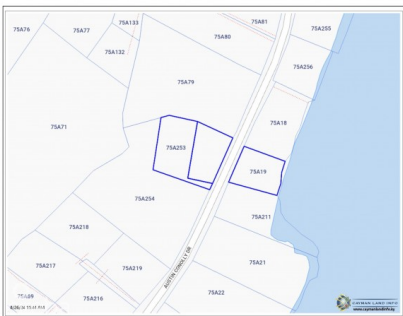 75A76
75A77
75A133
75A132
75A81
75A80
75A255
75A256
75A79
75A71
75A18
75A253
75A19
75A254
75A211
75A218
75A217
75A219
75A21
75A216
75A22
AUSTIN CONOLLY DR
CAYMAN LAND INFO
www.caymanlandinfo.ky